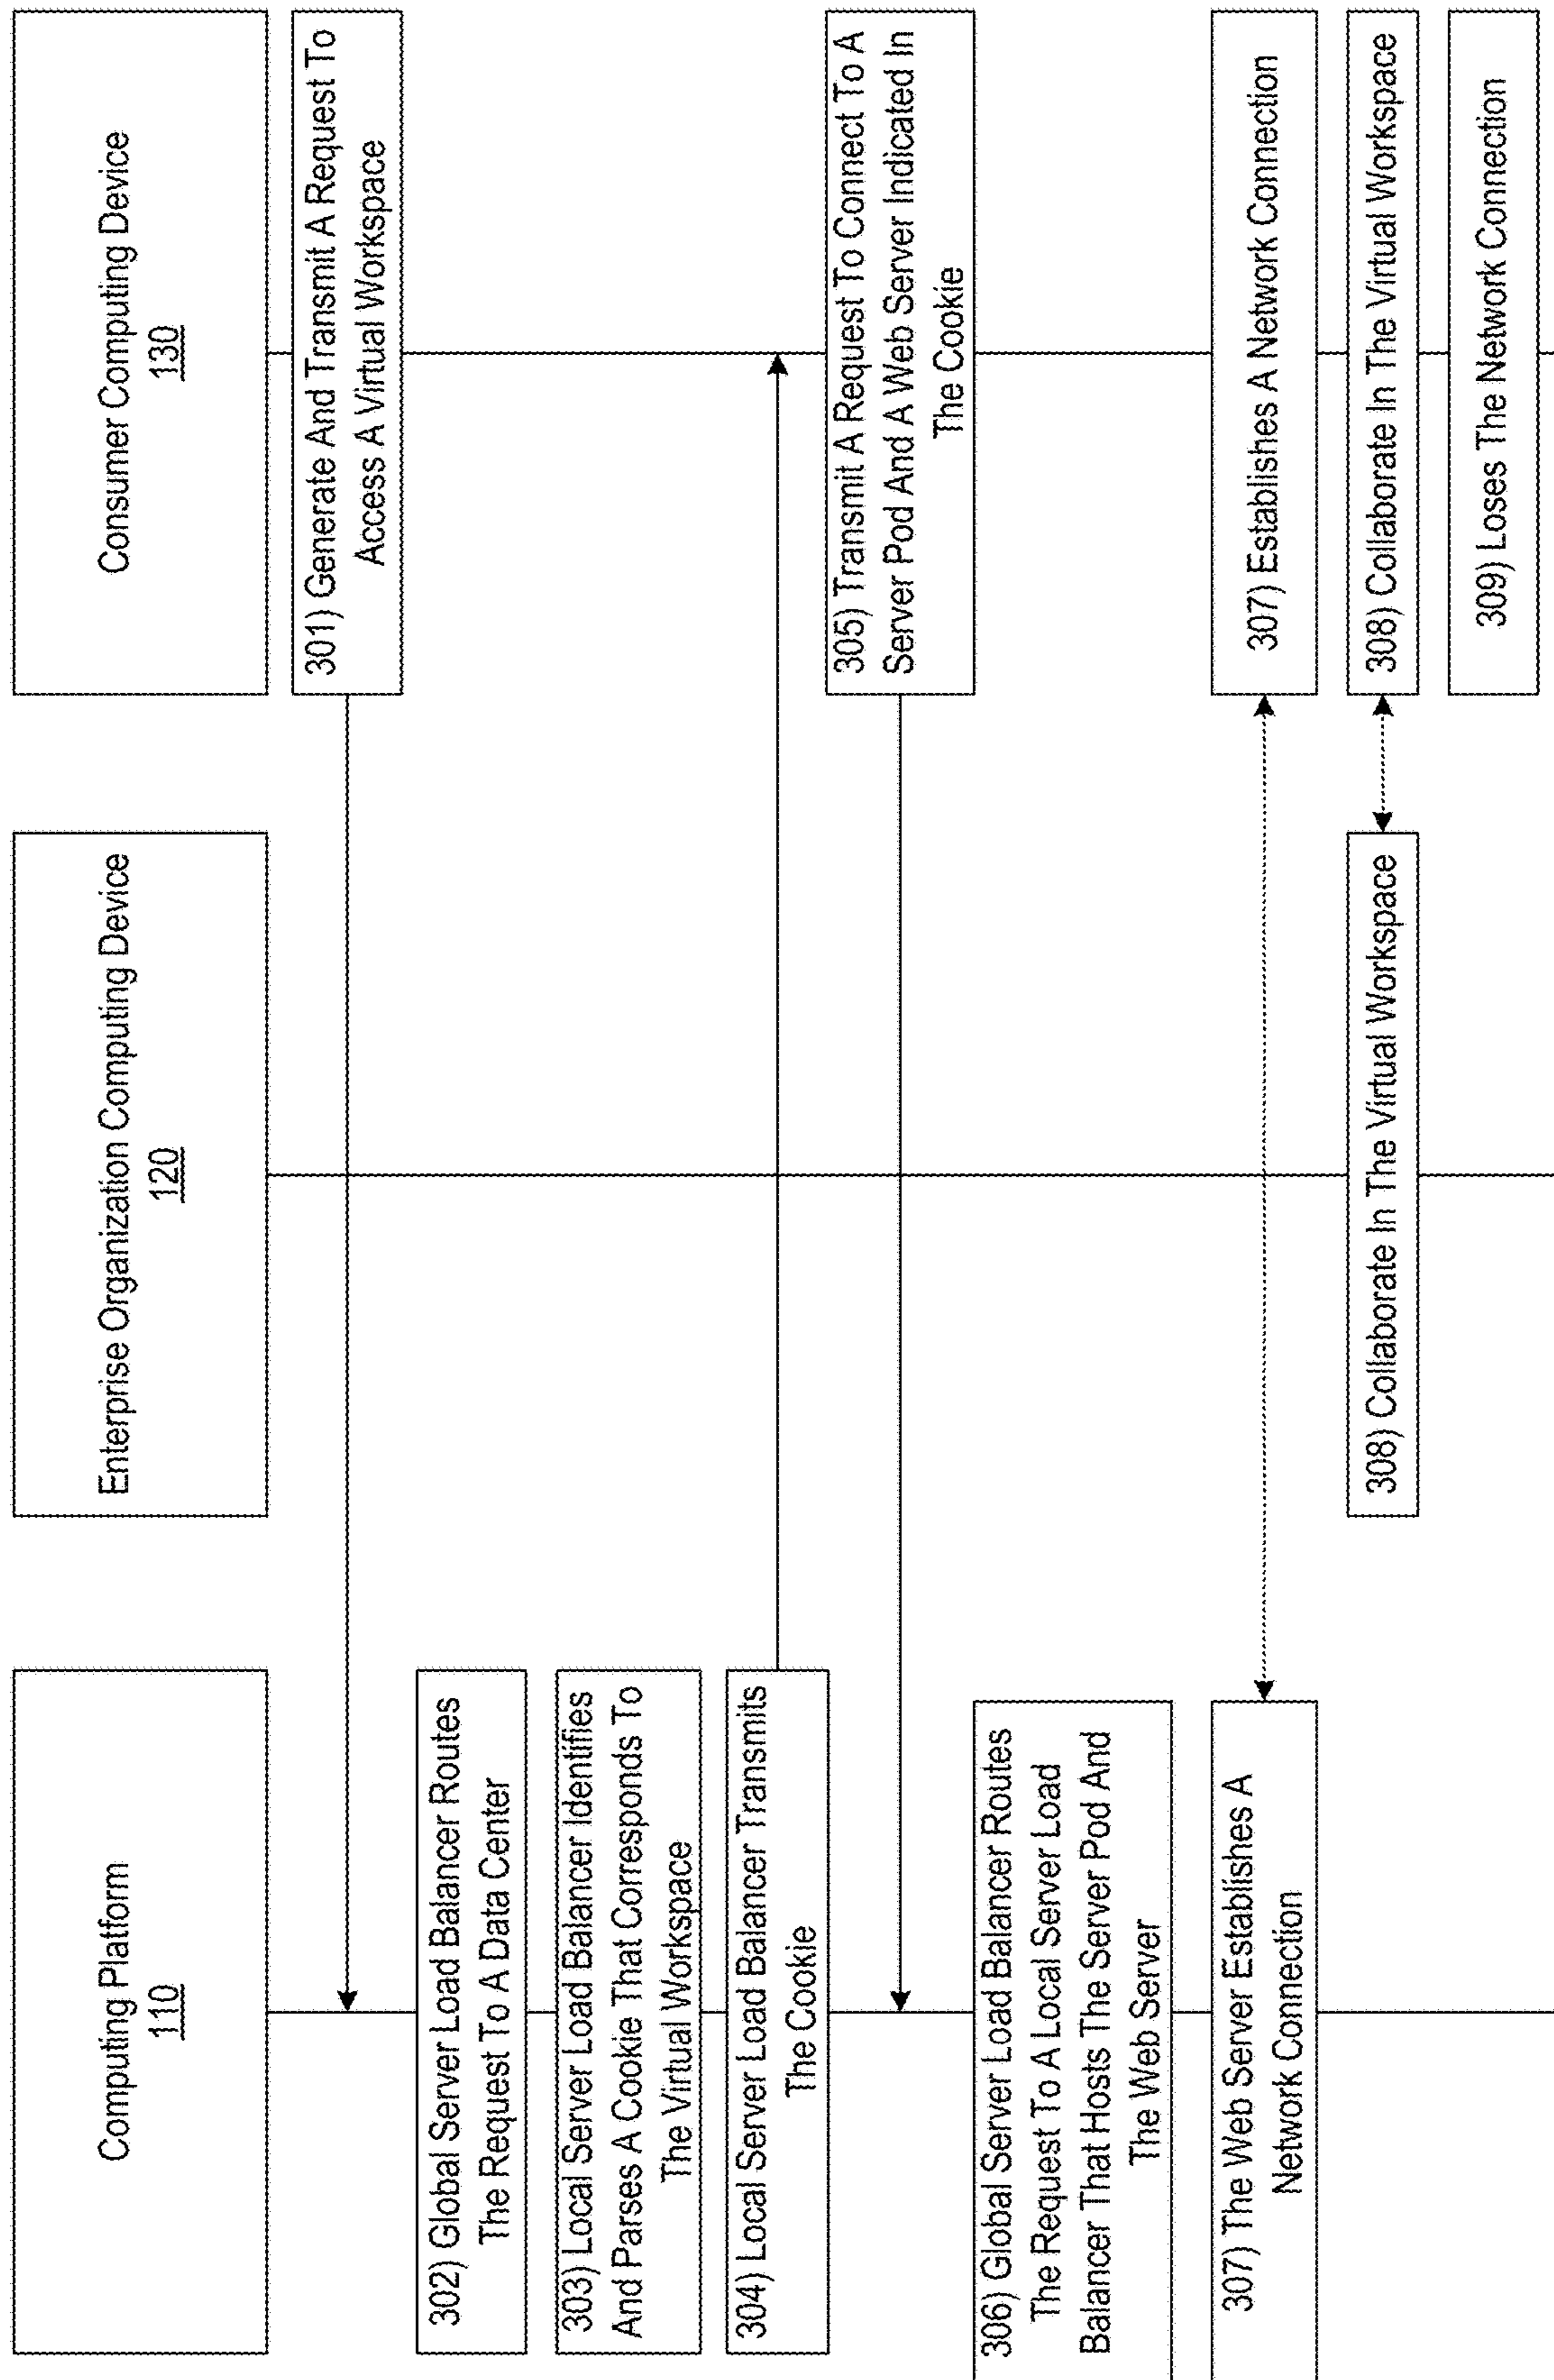 Computing Platform
110
Enterprise Organization Computing Device
120
Consumer Computing Device
130
301) Generate And Transmit A Request To
Access A Virtual Workspace
302) Global Server Load Balancer Routes
The Request To A Data Center
303) Local Server Load Balancer Identifies
And Parses A Cookie That Corresponds To
The Virtual Workspace
304) Local Server Load Balancer Transmits
The Cookie
305) Transmit A Request To Connect To A
Server Pod And A Web Server Indicated In
The Cookie
306) Global Server Load Balancer Routes
The Request To A Local Server Load
Balancer That Hosts The Server Pod And
The Web Server
307) The Web Server Establishes A
Network Connection
307) Establishes A Network Connection
308) Collaborate In The Virtual Workspace
308) Collaborate In The Virtual Workspace
309) Loses The Network Connection